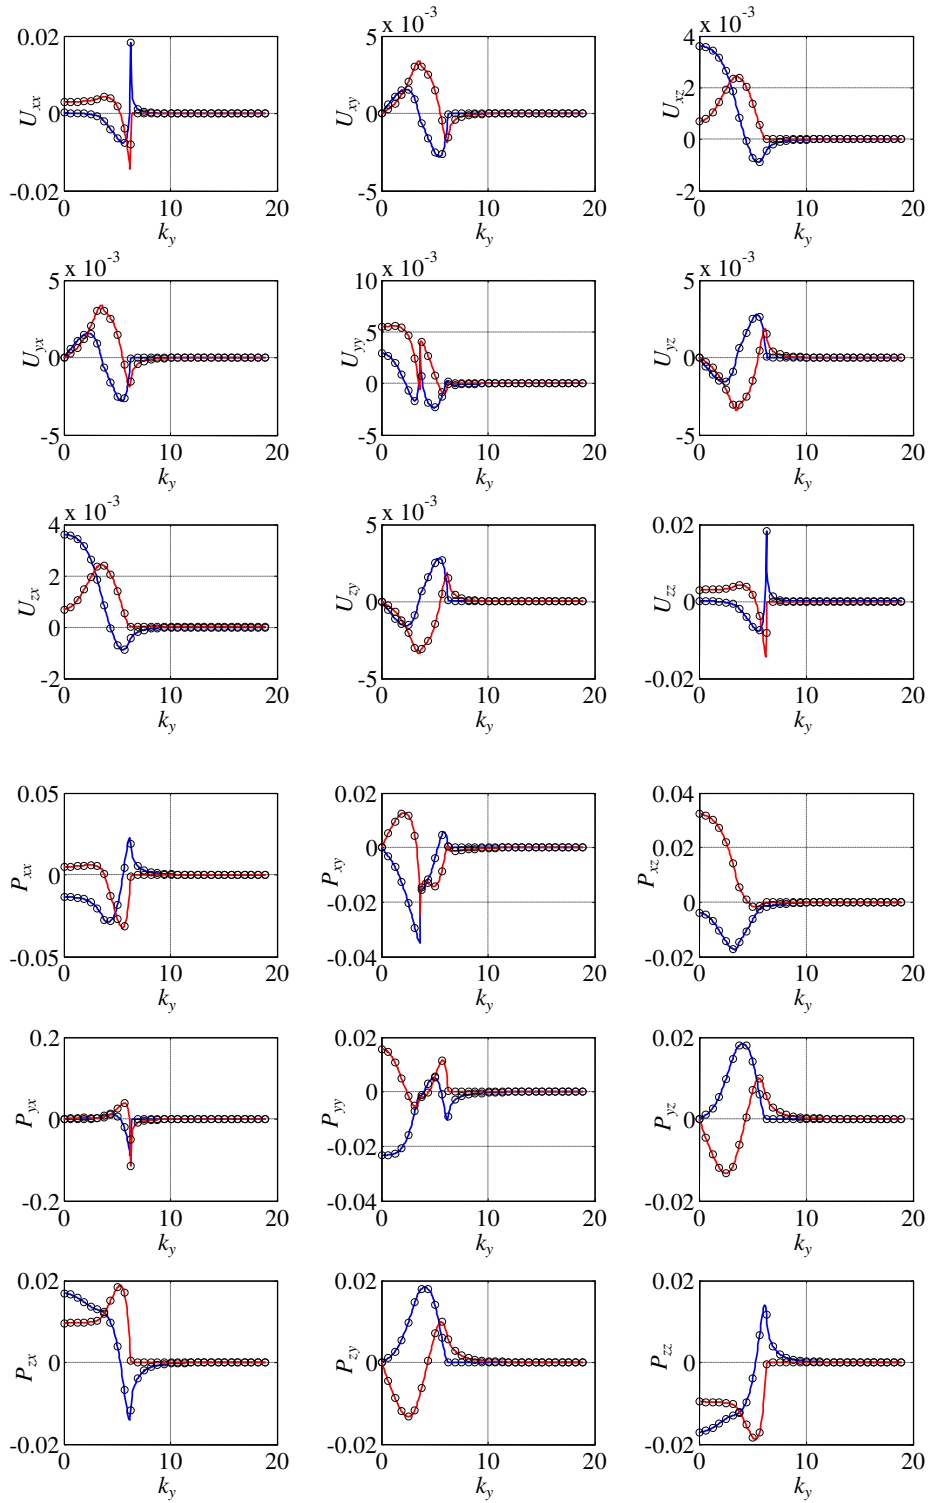 x 10⁻³ x 10⁻³
0.02 5 4
U_xx 0 U_xy 0 U_xz 2
0
-0.02 -5 -2
0 10 20 0 10 20 0 10 20
k_y k_y k_y
x 10⁻³ x 10⁻³ x 10⁻³
5 10 5
U_yx 0 U_yy 5 U_yz 0
0
-5 -5 -5
0 10 20 0 10 20 0 10 20
k_y k_y k_y
x 10⁻³ x 10⁻³
4 5 0.02
U_zx 2 U_zy 0 U_zz 0
0
-2 -5 -0.02
0 10 20 0 10 20 0 10 20
k_y k_y k_y
0.05 0.02 0.04
P_xx 0 P_xy 0 P_xz 0.02
-0.02 0
-0.05 -0.04 -0.02
0 10 20 0 10 20 0 10 20
k_y k_y k_y
0.2 0.02 0.02
P_yx 0 P_yy 0 P_yz 0
-0.02
-0.2 -0.04 -0.02
0 10 20 0 10 20 0 10 20
k_y k_y k_y
0.02 0.02 0.02
P_zx 0 P_zy 0 P_zz 0
-0.02 -0.02 -0.02
0 10 20 0 10 20 0 10 20
k_y k_y k_y